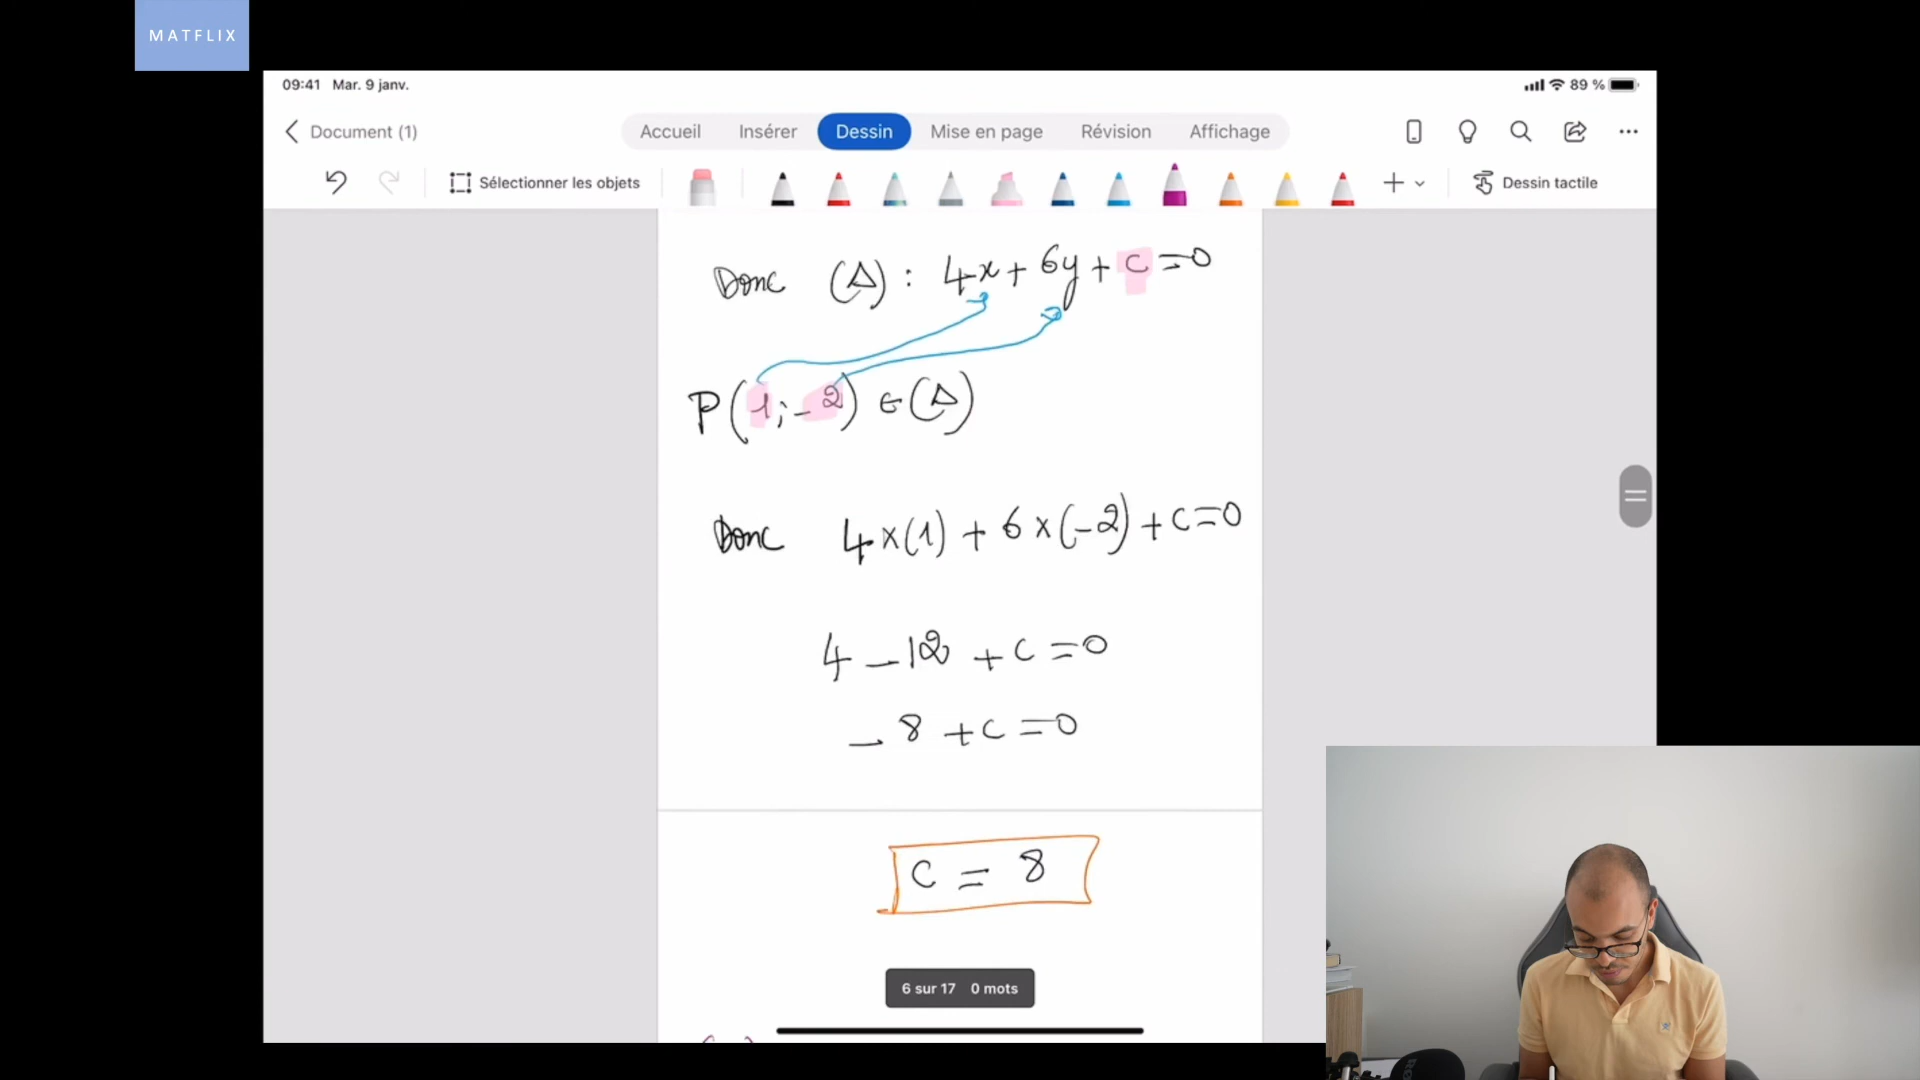 MATFLIX
09:41 Mar. 9 janv.
89 %
Document (1)
Accueil Insérer Dessin Mise en page Révision Affichage
Sélectionner les objets
Dessin tactile
Donc (Δ) : 4x + 6y + c = 0
P(1 ; -2) ∈ (Δ)
Donc 4×(1) + 6×(-2) + c = 0
4 - 12 + c = 0
- 8 + c = 0
c = 8
6 sur 17 0 mots